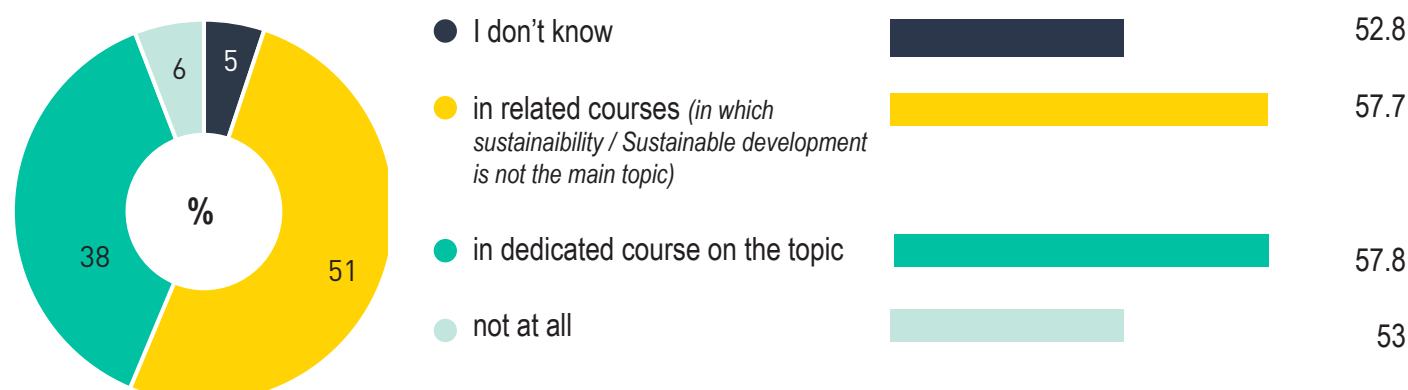 6
5
%
38
51
I don't know
52.8
in related courses (in which
sustainaibility / Sustainable development
is not the main topic)
57.7
in dedicated course on the topic
57.8
not at all
53